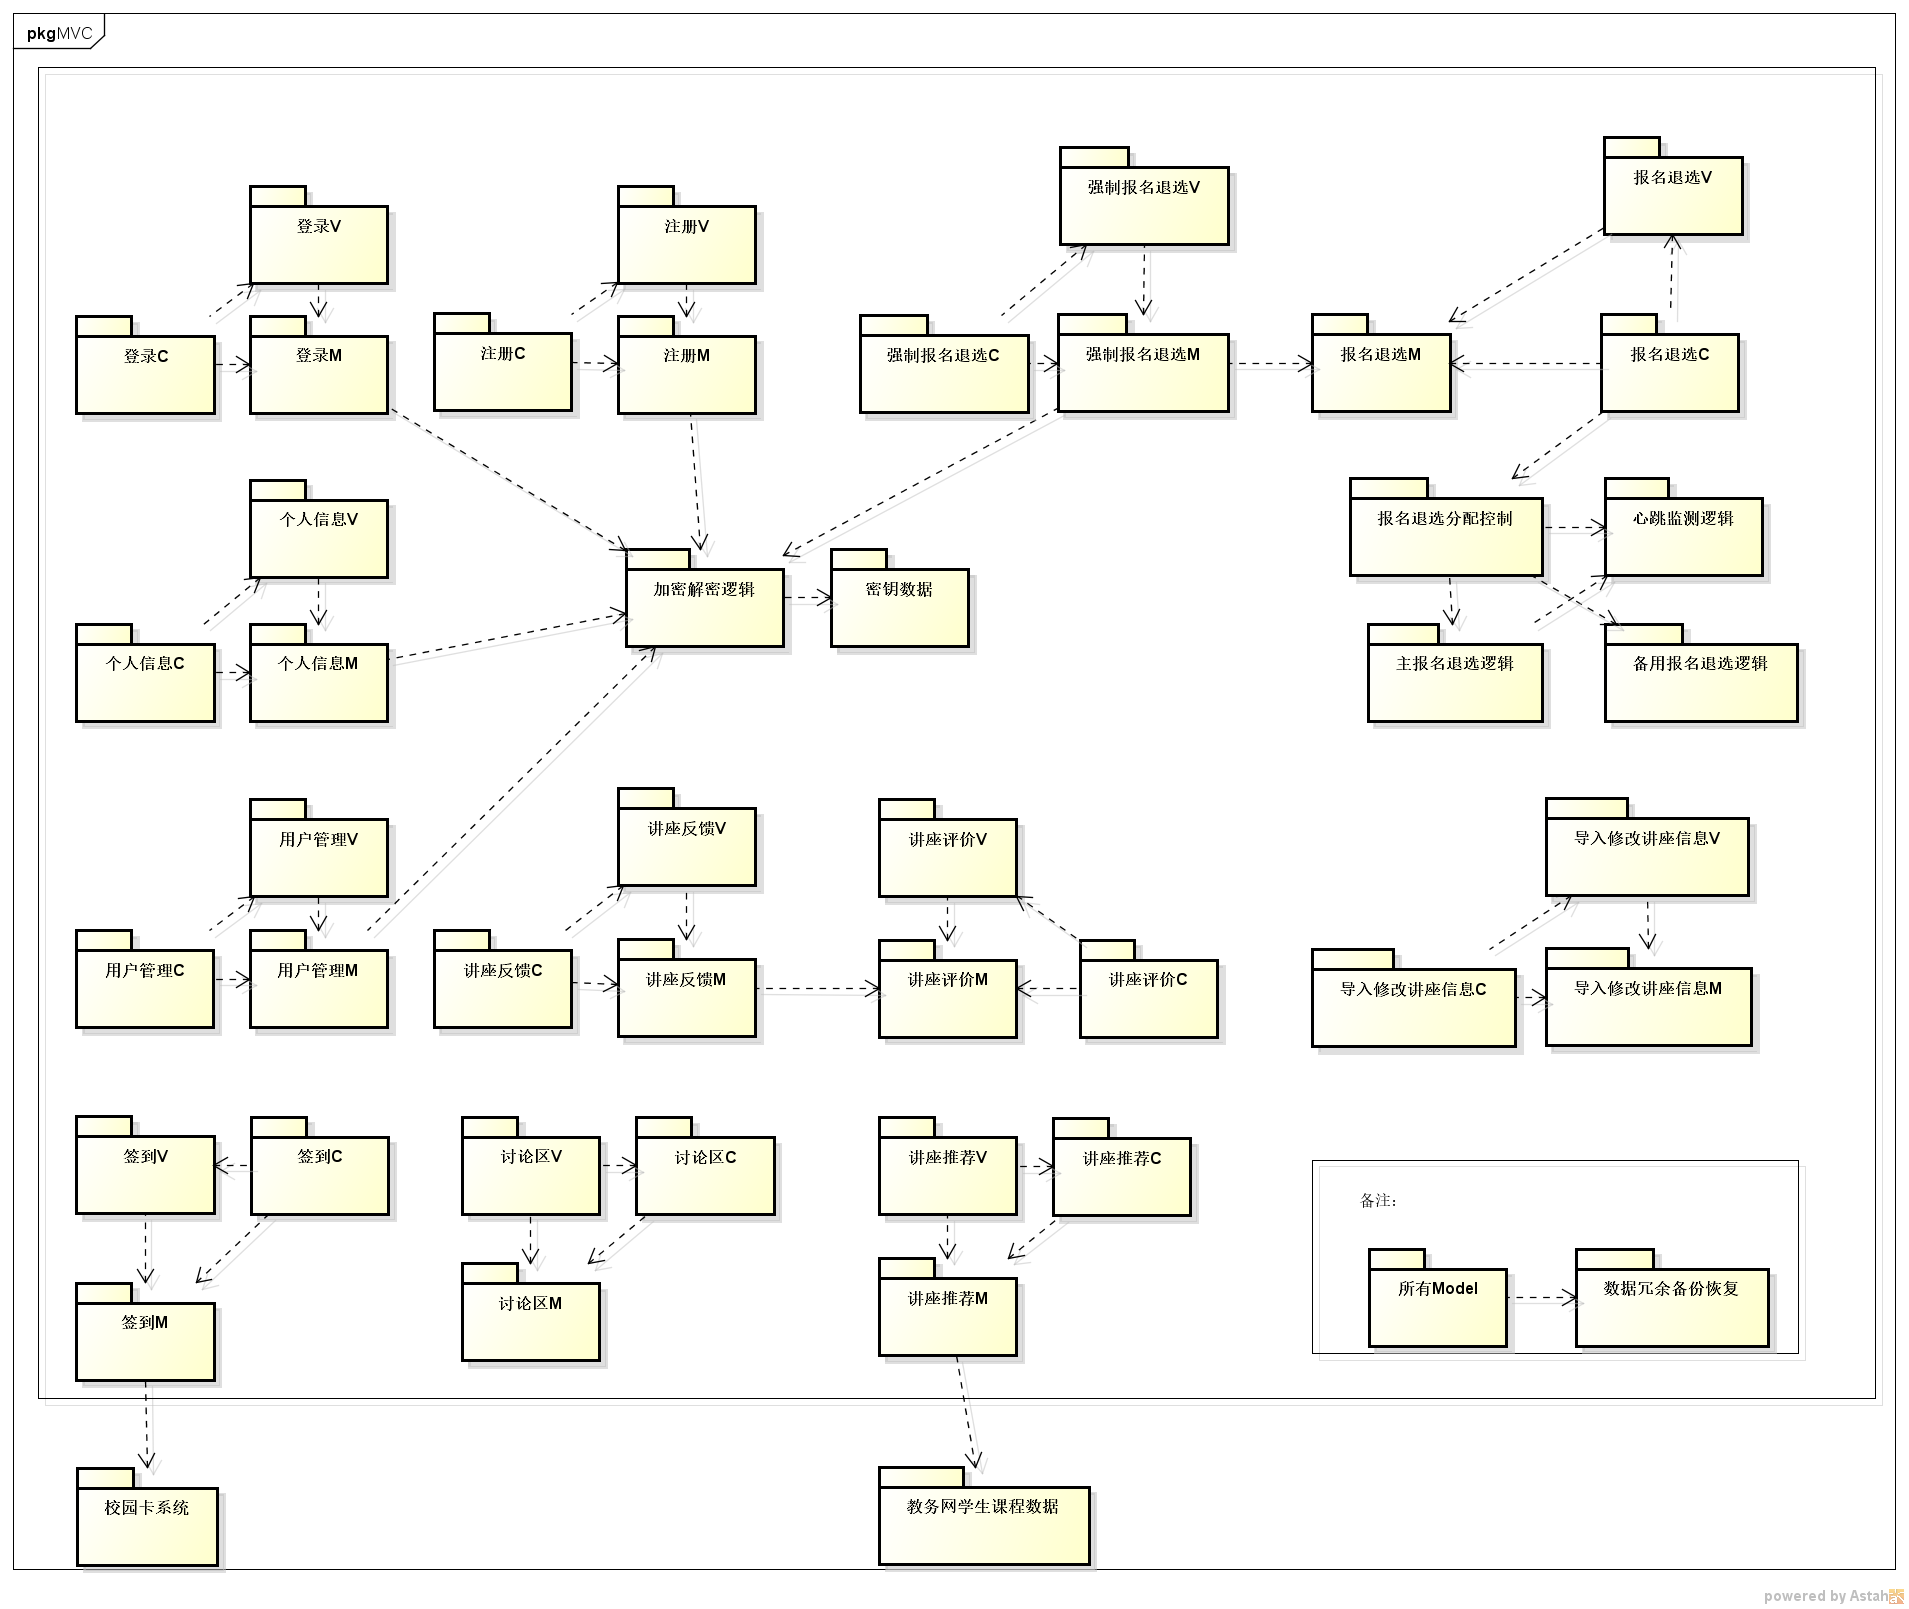 pkgMVC
强制报名退选V
报名退选V
登录V
注册V
登录C
登录M
注册C
注册M
强制报名退选C
强制报名退选M
报名退选M
报名退选C
个人信息V
报名退选分配控制
心跳监测逻辑
加密解密逻辑
密钥数据
个人信息C
个人信息M
主报名退选逻辑
备用报名退选逻辑
用户管理V
讲座反馈V
讲座评价V
导入修改讲座信息V
用户管理C
用户管理M
讲座反馈C
讲座反馈M
讲座评价M
讲座评价C
导入修改讲座信息C
导入修改讲座信息M
签到V
签到C
讨论区V
讨论区C
讲座推荐V
讲座推荐C
备注：
签到M
讨论区M
讲座推荐M
所有Model
数据冗余备份恢复
校园卡系统
教务网学生课程数据
powered by Astah